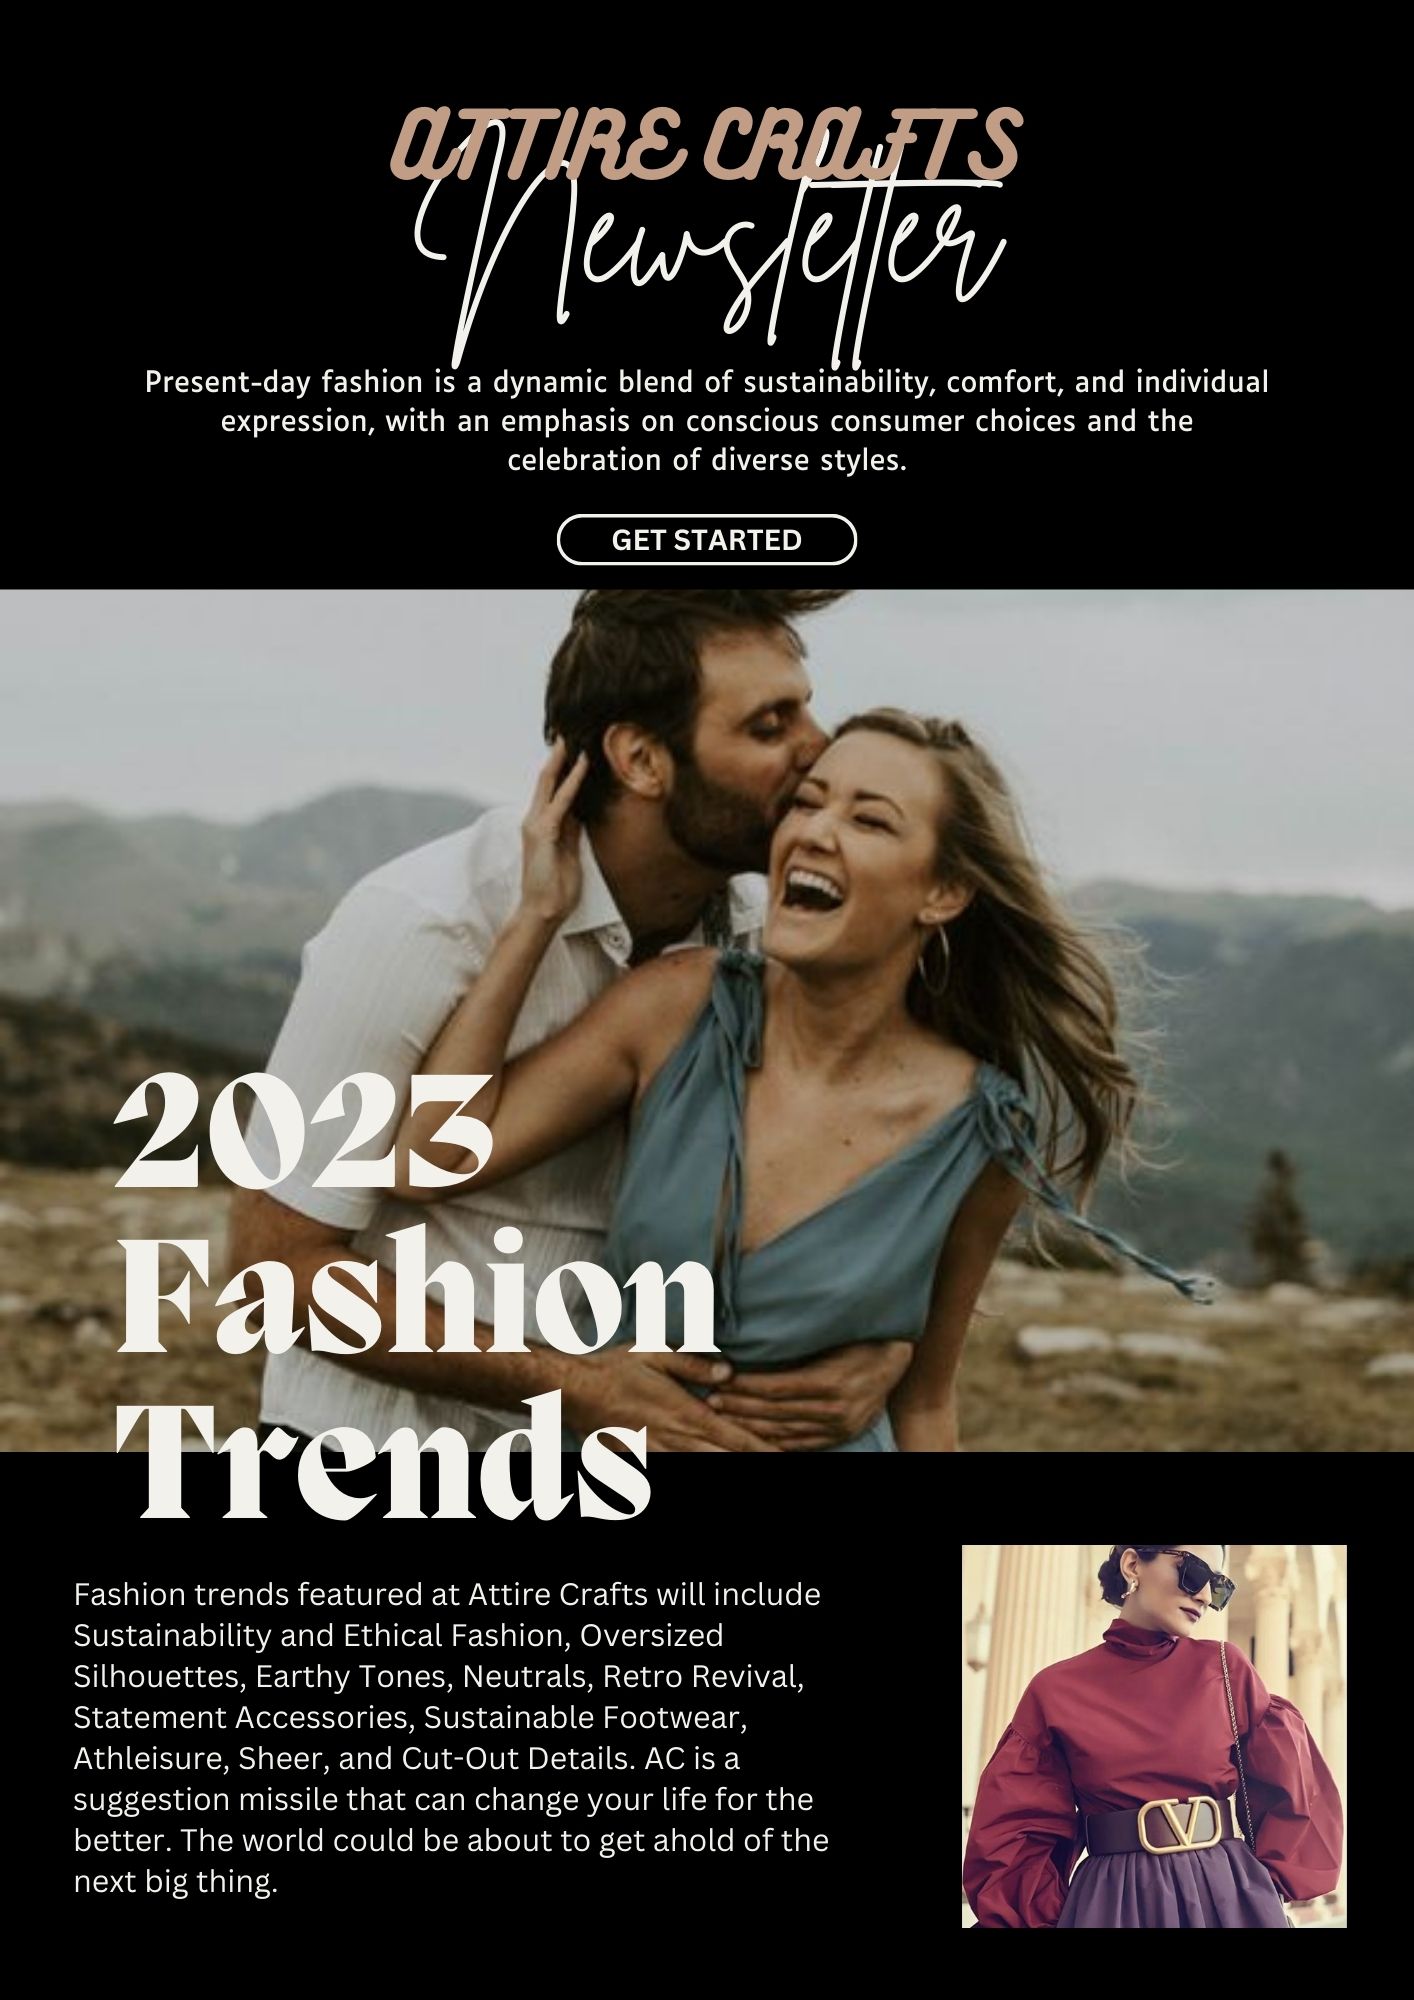 ATTIRE CRAFTS
Newsletter
Present-day fashion is a dynamic blend of sustainability, comfort, and individual
expression, with an emphasis on conscious consumer choices and the
celebration of diverse styles.
GET STARTED
2023
Fashion
Trends
Fashion trends featured at Attire Crafts will include
Sustainability and Ethical Fashion, Oversized
Silhouettes, Earthy Tones, Neutrals, Retro Revival,
Statement Accessories, Sustainable Footwear,
Athleisure, Sheer, and Cut-Out Details. AC is a
suggestion missile that can change your life for the
better. The world could be about to get ahold of the
next big thing.
V